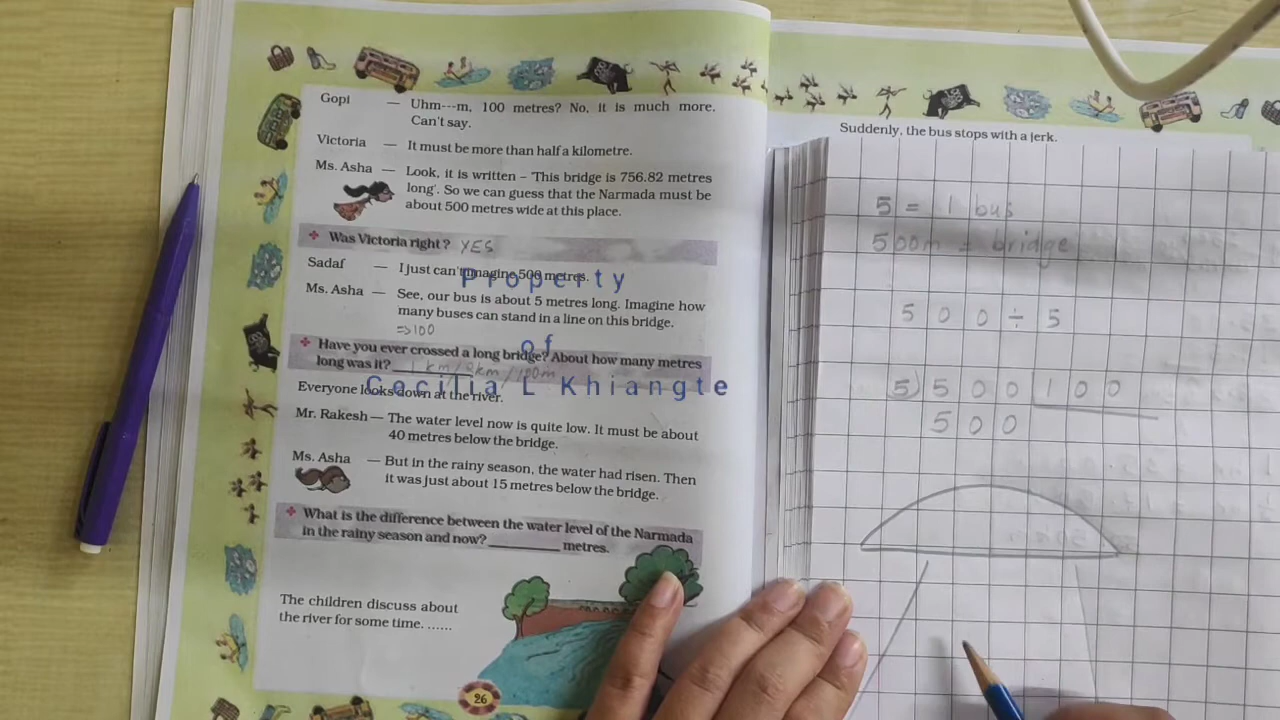 Gopi — Uhm---m, 100 metres? No, it is much more.
Can't say.
Victoria — It must be more than half a kilometre.
Ms. Asha — Look, it is written – 'This bridge is 756.82 metres
long'. So we can guess that the Narmada must be
about 500 metres wide at this place.
Was Victoria right? YES
Sadaf — I just can't imagine 500 metres.
Ms. Asha — See, our bus is about 5 metres long. Imagine how
many buses can stand in a line on this bridge.
=>100
Have you ever crossed a long bridge? About how many metres
long was it? 1 km/2km/100m
Everyone looks down at the river.
Mr. Rakesh — The water level now is quite low. It must be about
40 metres below the bridge.
Ms. Asha — But in the rainy season, the water had risen. Then
it was just about 15 metres below the bridge.
What is the difference between the water level of the Narmada
in the rainy season and now? ________ metres.
The children discuss about
the river for some time. ......
26
Property
of
Cecilia L Khiangte
Suddenly, the bus stops with a jerk.
5 = 1 bus
500m = bridge
500 ÷ 5
5) 500 100
500